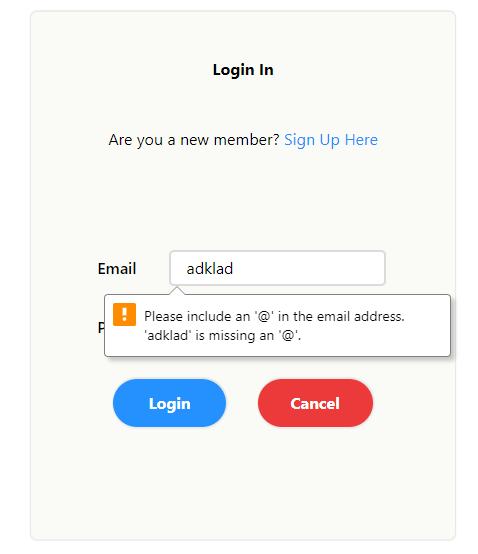 Login In
Are you a new member? Sign Up Here
Email adklad
Please include an '@' in the email address.
'adklad' is missing an '@'.
Login Cancel